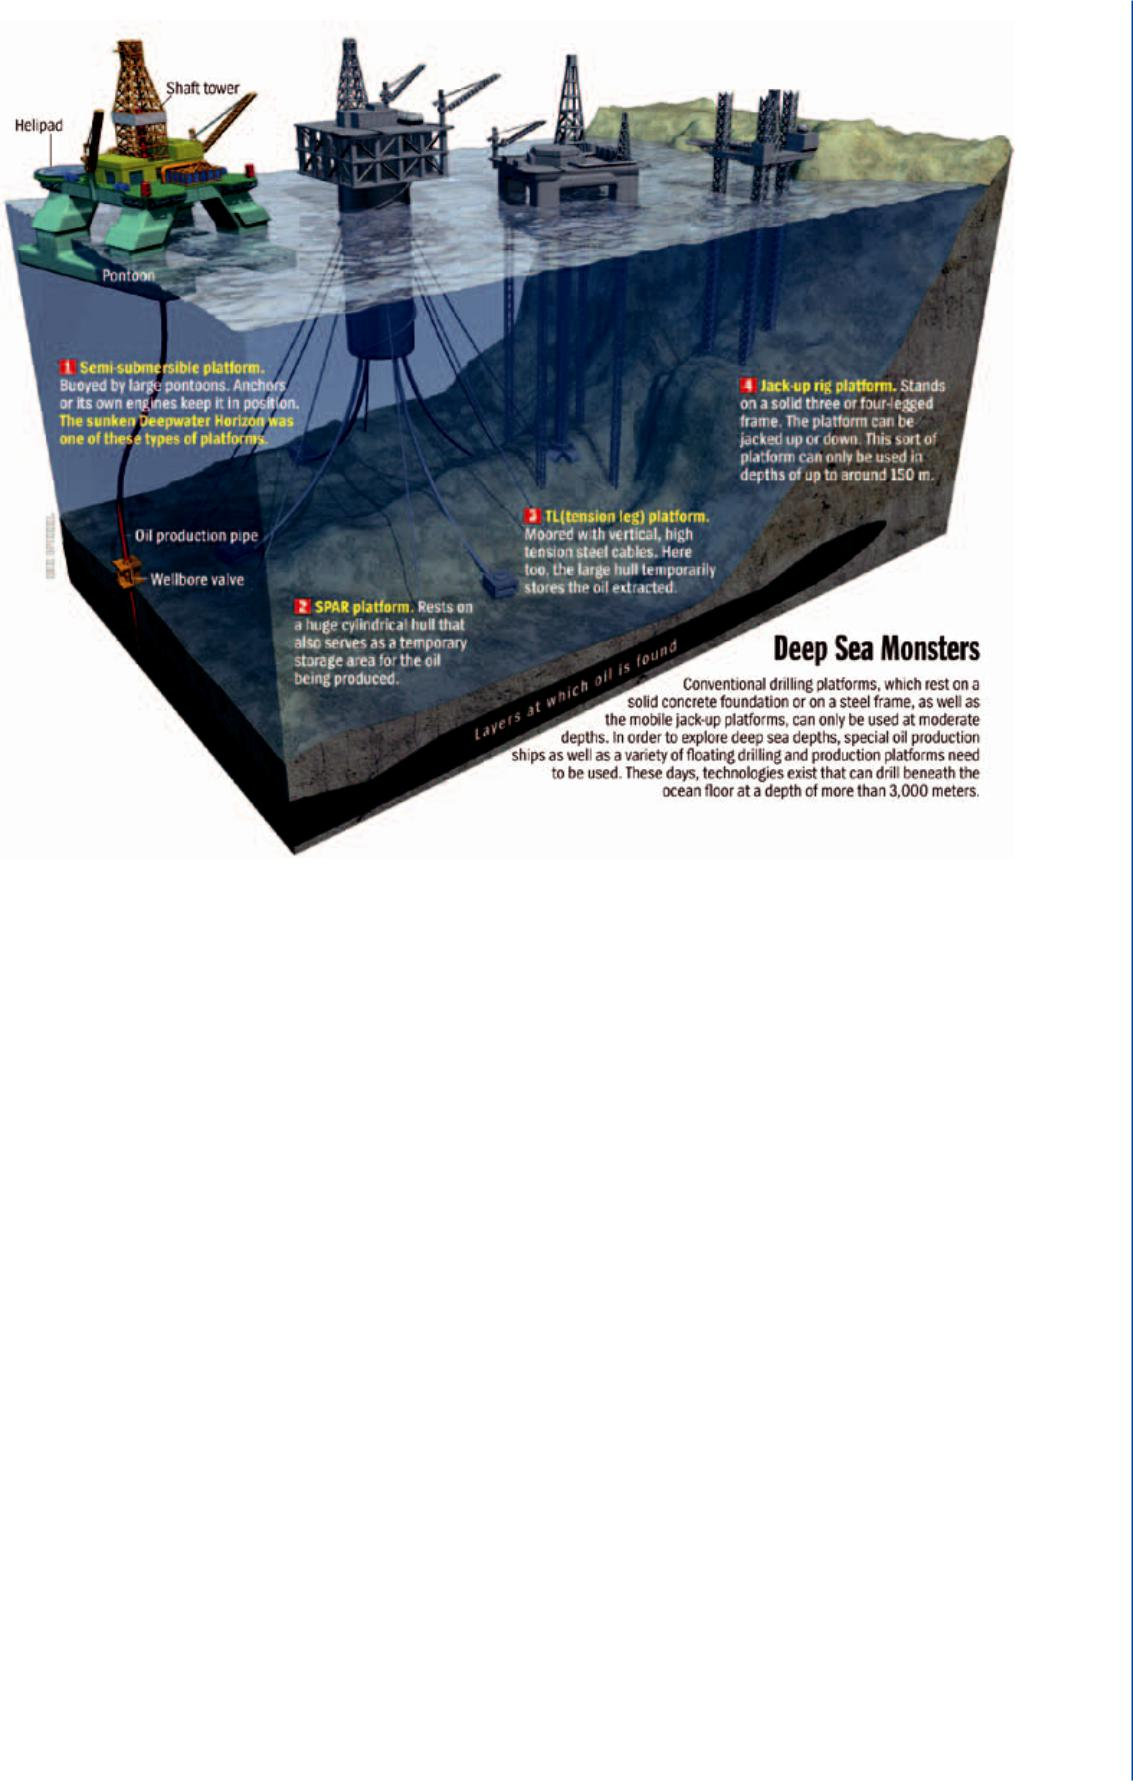 Shaft tower
Helipad
Pontoon
1 Semi-submersible platform.
Buoyed by large pontoons. Anchors
or its own engines keep it in position.
The sunken Deepwater Horizon was
one of these types of platforms.
4 Jack-up rig platform. Stands
on a solid three or four-legged
frame. The platform can be
jacked up or down. This sort of
platform can only be used in
depths of up to around 150 m.
3 TL(tension leg) platform.
Moored with vertical, high
tension steel cables. Here
too, the large hull temporarily
stores the oil extracted.
Oil production pipe
Wellbore valve
DER SPIEGEL
2 SPAR platform. Rests on
a huge cylindrical hull that
also serves as a temporary
storage area for the oil
being produced.
Layers at which oil is found
Deep Sea Monsters
Conventional drilling platforms, which rest on a
solid concrete foundation or on a steel frame, as well as
the mobile jack-up platforms, can only be used at moderate
depths. In order to explore deep sea depths, special oil production
ships as well as a variety of floating drilling and production platforms need
to be used. These days, technologies exist that can drill beneath the
ocean floor at a depth of more than 3,000 meters.